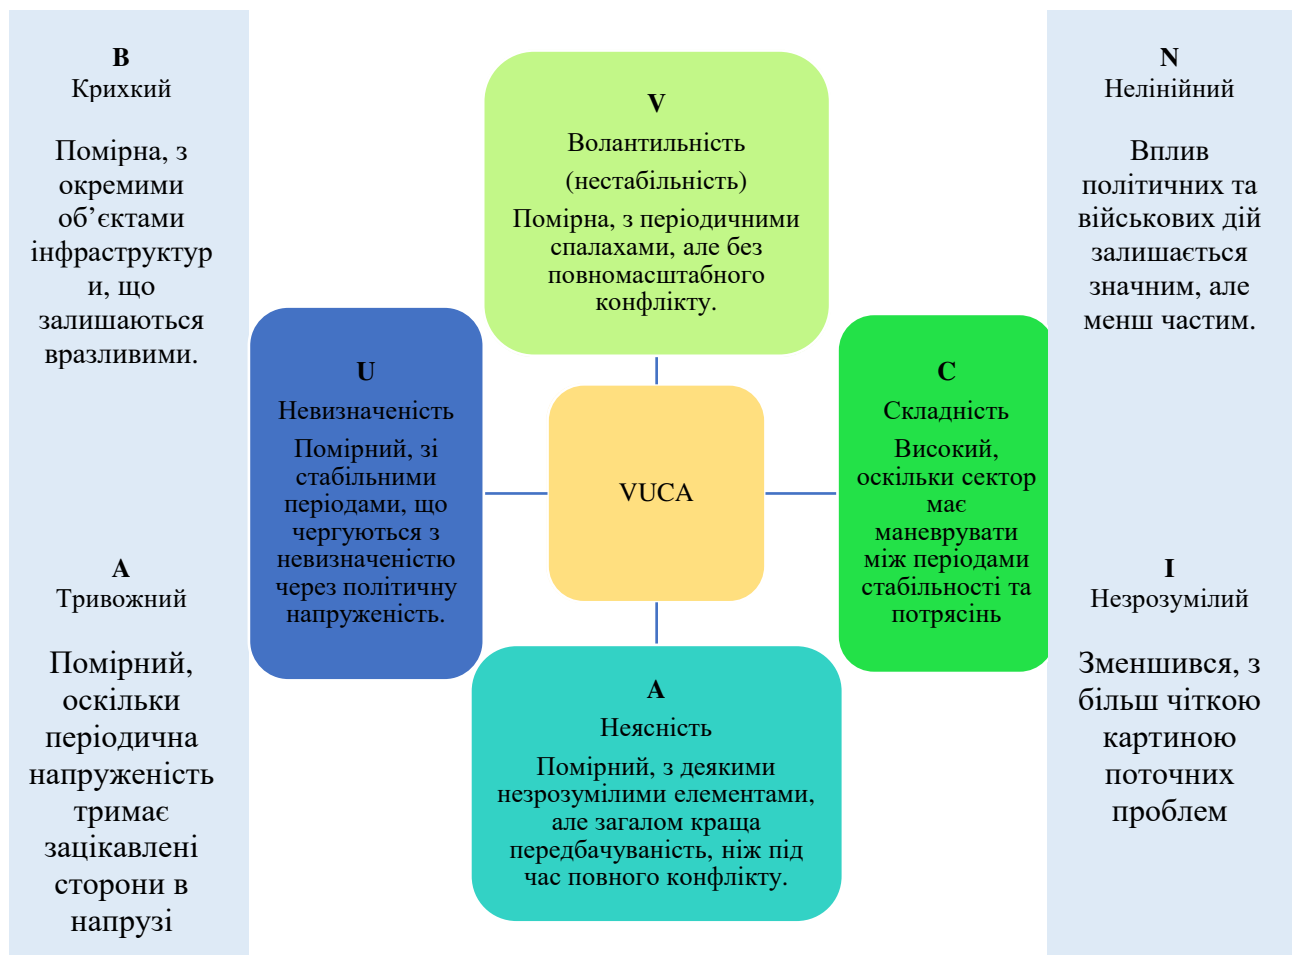 B
Крихкий
Помірна, з
окремими
об’єктами
інфраструктур
и, що
залишаються
вразливими.
A
Тривожний
Помірний,
оскільки
періодична
напруженість
тримає
зацікавлені
сторони в
напрузі
V
Волантильність
(нестабільність)
Помірна, з періодичними
спалахами, але без
повномасштабного
конфлікту.
U
Невизначеність
Помірний, зі
стабільними
періодами, що
чергуються з
невизначеністю
через політичну
напруженість.
VUCA
C
Складність
Високий,
оскільки сектор
має
маневрувати
між періодами
стабільності та
потрясінь
A
Неясність
Помірний, з деякими
незрозумілими елементами,
але загалом краща
передбачуваність, ніж під
час повного конфлікту.
N
Нелінійний
Вплив
політичних та
військових дій
залишається
значним, але
менш частим.
I
Незрозумілий
Зменшився, з
більш чіткою
картиною
поточних
проблем